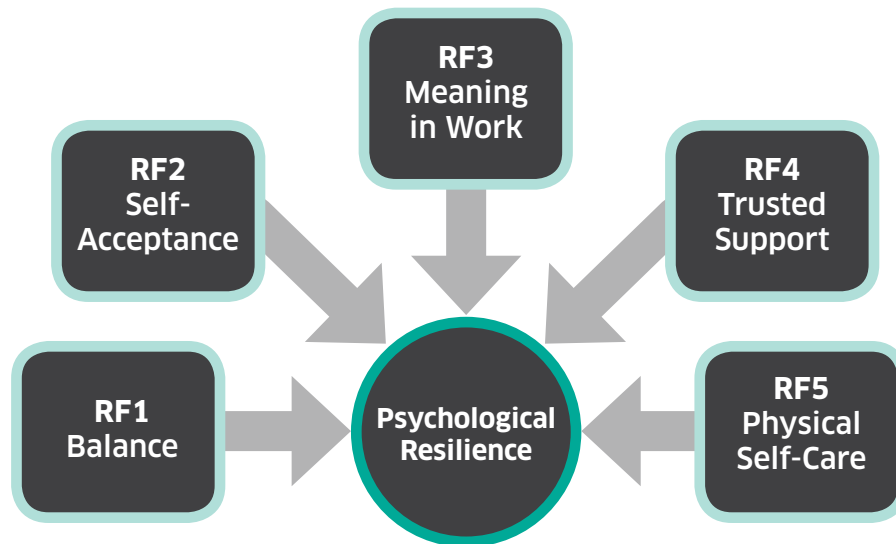 RF1
Balance
RF2
Self-
Acceptance
RF3
Meaning
in Work
RF4
Trusted
Support
RF5
Physical
Self-Care
Psychological
Resilience